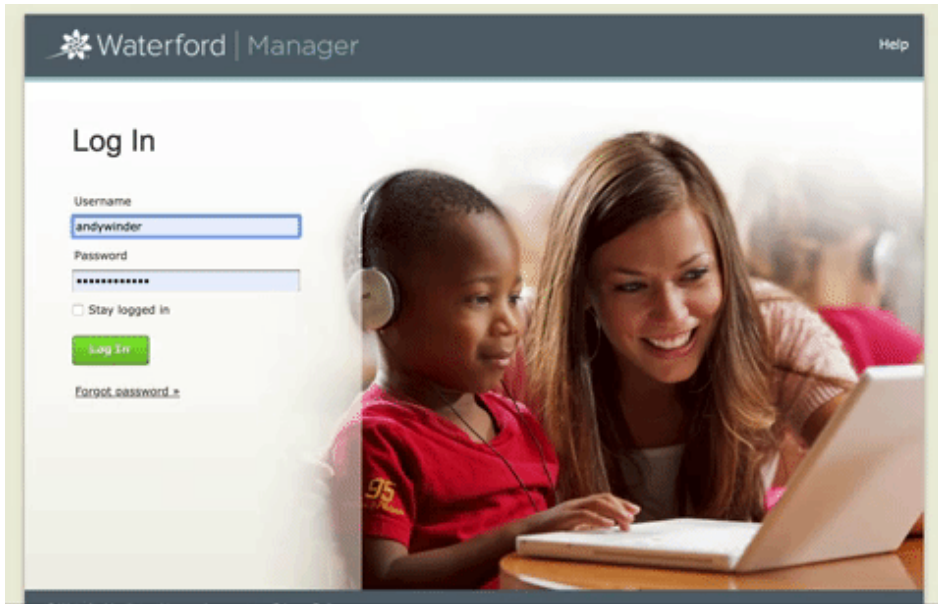 Waterford | Manager
Help
Log In
Username
andywinder
Password
••••••••••••
Stay logged in
Log In
Forgot password »
95